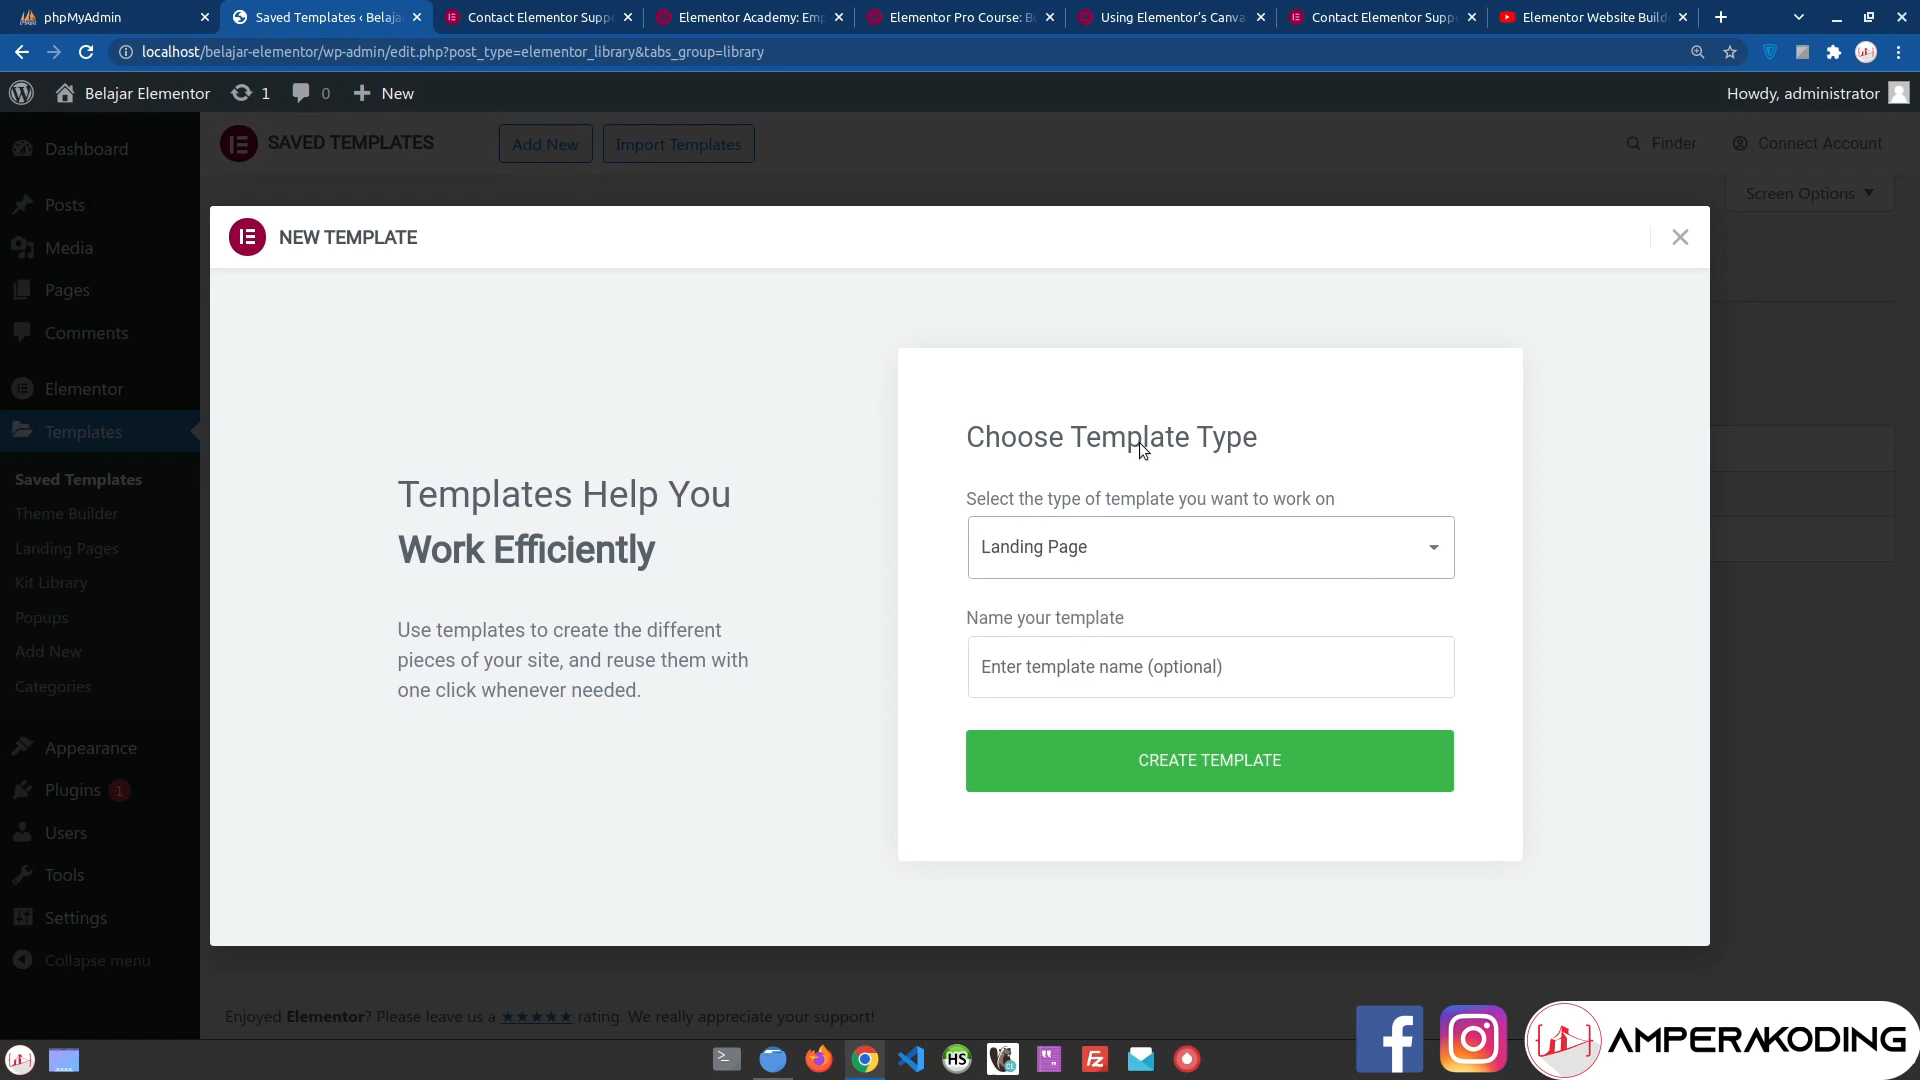 phpMyAdmin
Saved Templates ‹ Belaja
Contact Elementor Suppo
Elementor Academy: Emp
Elementor Pro Course: B
Using Elementor’s Canva
Contact Elementor Suppo
Elementor Website Build
localhost/belajar-elementor/wp-admin/edit.php?post_type=elementor_library&tabs_group=library
Belajar Elementor
1
0
New
Howdy, administrator
Dashboard
Posts
Media
Pages
Comments
Elementor
Templates
Saved Templates
Theme Builder
Landing Pages
Kit Library
Popups
Add New
Categories
Appearance
Plugins 1
Users
Tools
Settings
Collapse menu
SAVED TEMPLATES
Add New
Import Templates
Finder
Connect Account
Screen Options
NEW TEMPLATE
Templates Help You
Work Efficiently
Use templates to create the different
pieces of your site, and reuse them with
one click whenever needed.
Choose Template Type
Select the type of template you want to work on
Landing Page
Name your template
Enter template name (optional)
CREATE TEMPLATE
Enjoyed Elementor? Please leave us a ★★★★★ rating. We really appreciate your support!
HS
FZ
AMPERAKODING